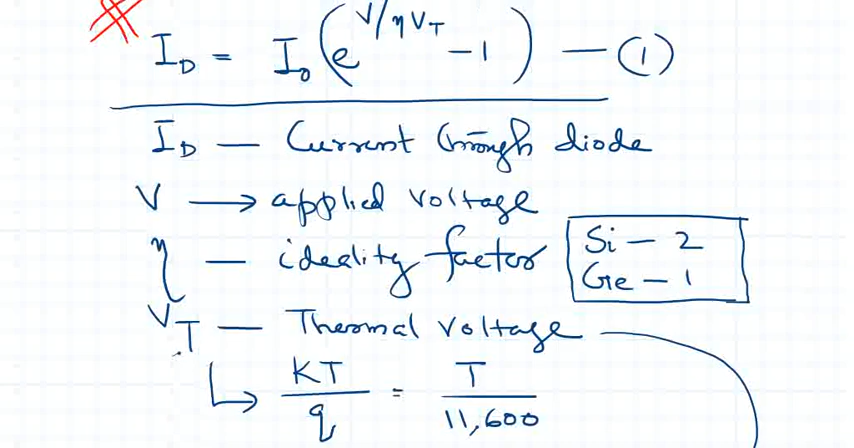 I_D = I_0 (e^{V/ηV_T} - 1) — (1)
I_D — Current through diode
V → applied voltage
η — ideality factor
Si - 2
Ge - 1
V_T — Thermal voltage
↳ KT/q = T/11,600